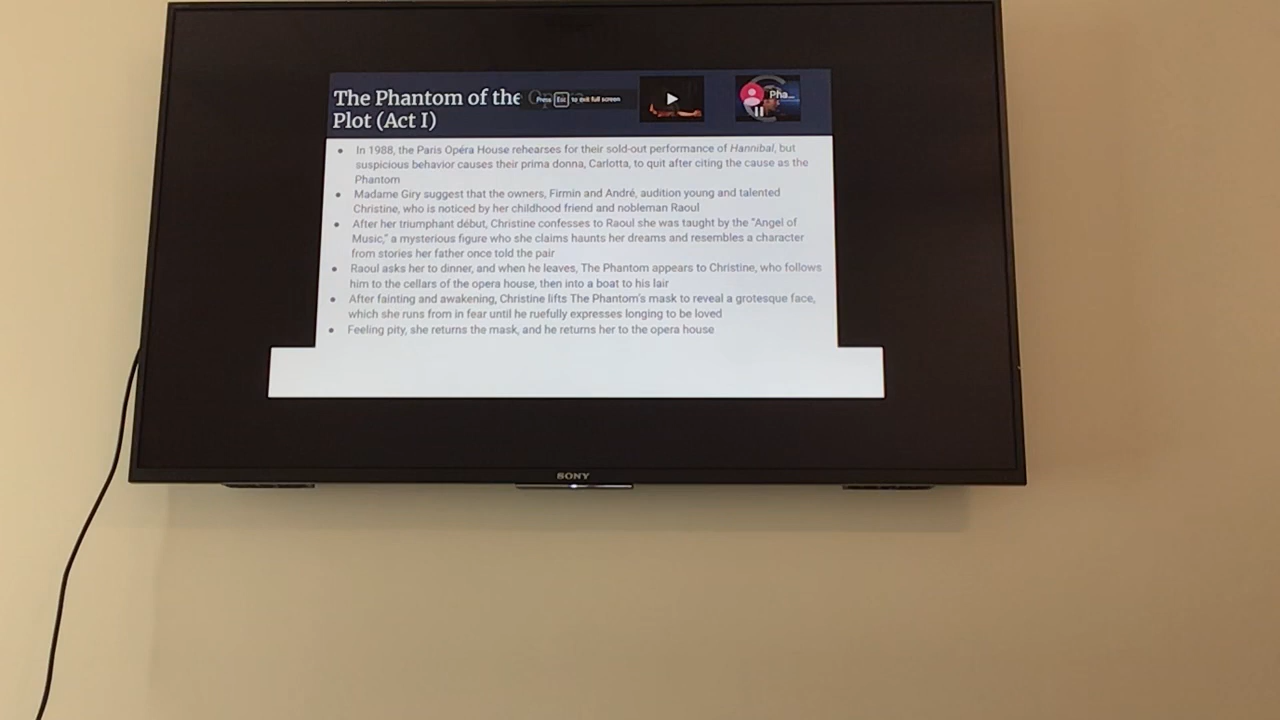 The Phantom of the
Press Esc to exit full screen
Pha...
Plot (Act I)
In 1988, the Paris Opéra House rehearses for their sold-out performance of Hannibal, but
suspicious behavior causes their prima donna, Carlotta, to quit after citing the cause as the
Phantom
Madame Giry suggest that the owners, Firmin and André, audition young and talented
Christine, who is noticed by her childhood friend and nobleman Raoul
After her triumphant début, Christine confesses to Raoul she was taught by the "Angel of
Music," a mysterious figure who she claims haunts her dreams and resembles a character
from stories her father once told the pair
Raoul asks her to dinner, and when he leaves, The Phantom appears to Christine, who follows
him to the cellars of the opera house, then into a boat to his lair
After fainting and awakening, Christine lifts The Phantom's mask to reveal a grotesque face,
which she runs from in fear until he ruefully expresses longing to be loved
Feeling pity, she returns the mask, and he returns her to the opera house
SONY